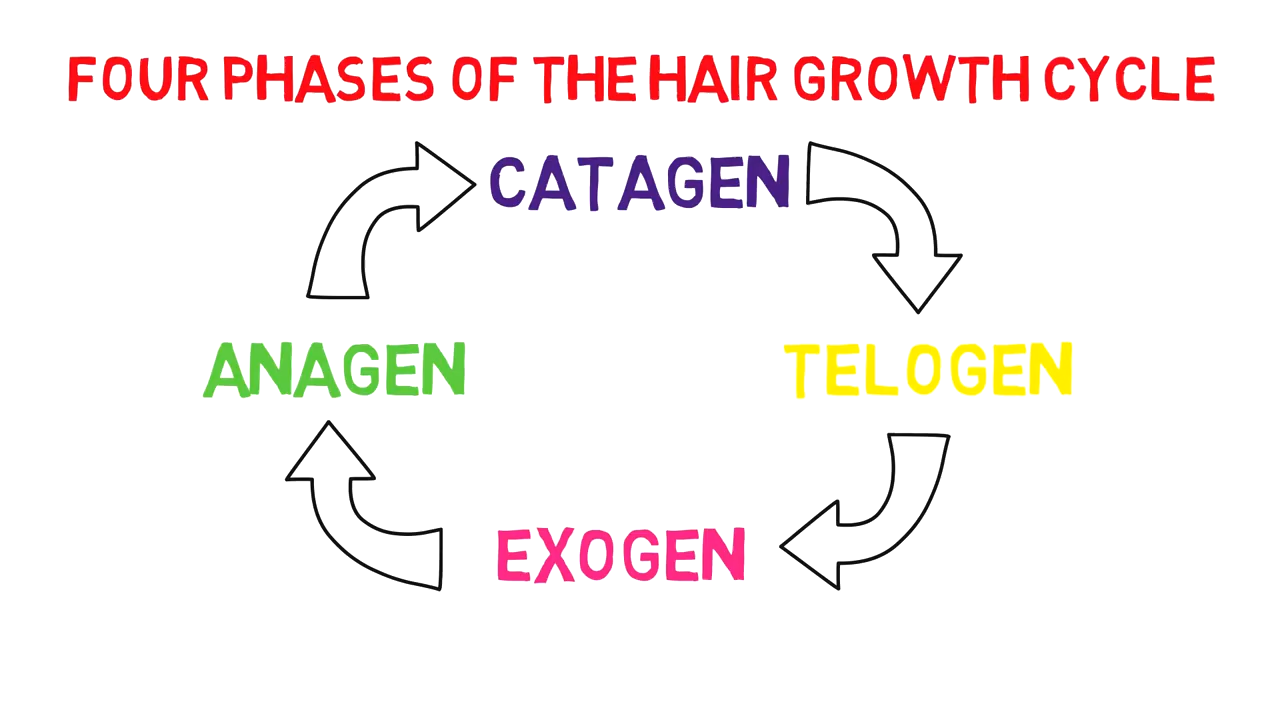 FOUR PHASES OF THE HAIR GROWTH CYCLE
CATAGEN
ANAGEN
TELOGEN
EXOGEN